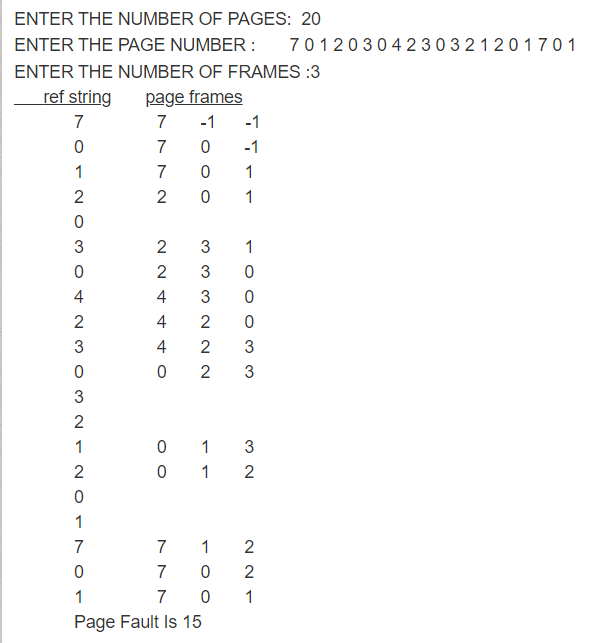 ENTER THE NUMBER OF PAGES: 20
ENTER THE PAGE NUMBER : 7 0 1 2 0 3 0 4 2 3 0 3 2 1 2 0 1 7 0 1
ENTER THE NUMBER OF FRAMES :3
ref string page frames
7 7 -1 -1
0 7 0 -1
1 7 0 1
2 2 0 1
0
3 2 3 1
0 2 3 0
4 4 3 0
2 4 2 0
3 4 2 3
0 0 2 3
3
2
1 0 1 3
2 0 1 2
0
1
7 7 1 2
0 7 0 2
1 7 0 1
Page Fault Is 15